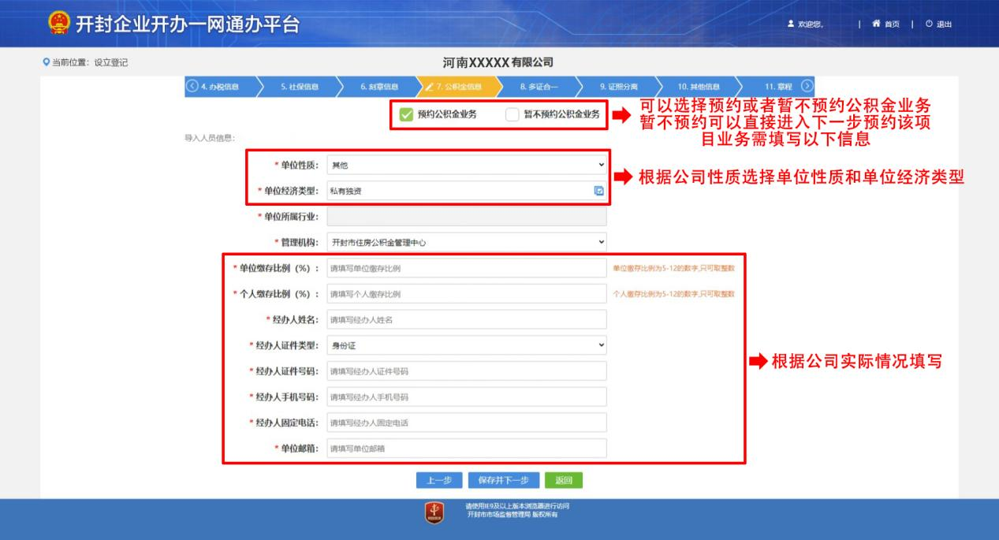 开封企业开办一网通办平台
欢迎您, | 首页 | 退出
当前位置：设立登记
河南XXXXX有限公司
4. 办税信息 5. 社保信息 6. 刻章信息 7. 公积金信息 8. 多证合一 9. 证照分离 10. 其他信息 11. 章程
预约公积金业务 暂不预约公积金业务
可以选择预约或者暂不预约公积金业务
暂不预约可以直接进入下一步预约该项
目业务需填写以下信息
导入人员信息:
* 单位性质: 其他
* 单位经济类型: 私有独资
根据公司性质选择单位性质和单位经济类型
* 单位所属行业:
* 管理机构: 开封市住房公积金管理中心
* 单位缴存比例（%）: 请填写单位缴存比例 单位缴存比例为5-12的数字,只可取整数
* 个人缴存比例（%）: 请填写个人缴存比例 个人缴存比例为5-12的数字,只可取整数
* 经办人姓名: 请填写经办人姓名
* 经办人证件类型: 身份证
根据公司实际情况填写
* 经办人证件号码: 请填写经办人证件号码
* 经办人手机号码: 请填写经办人手机号码
* 经办人固定电话: 请填写经办人固定电话
* 单位邮箱: 请填写单位邮箱
上一步 保存并下一步 返回
请使用IE9及以上版本浏览器进行访问
开封市市场监督管理局 版权所有